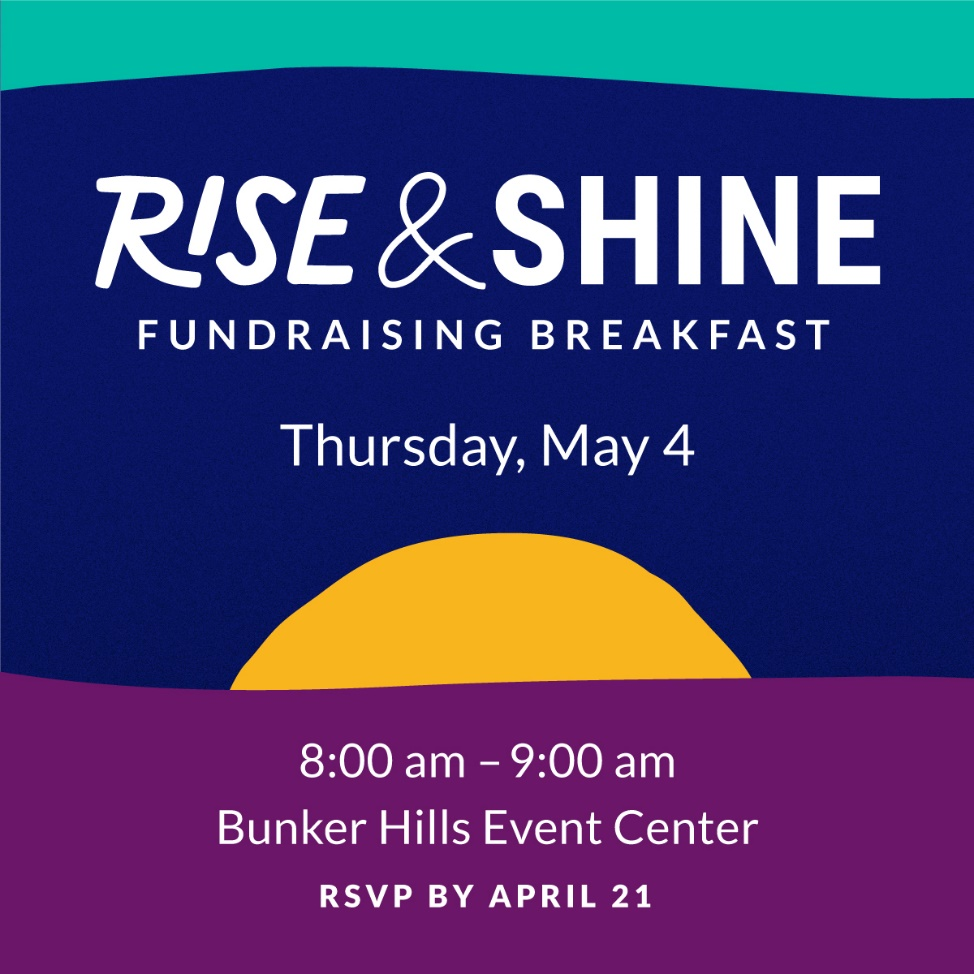 RISE & SHINE
FUNDRAISING BREAKFAST
Thursday, May 4
8:00 am – 9:00 am
Bunker Hills Event Center
RSVP BY APRIL 21